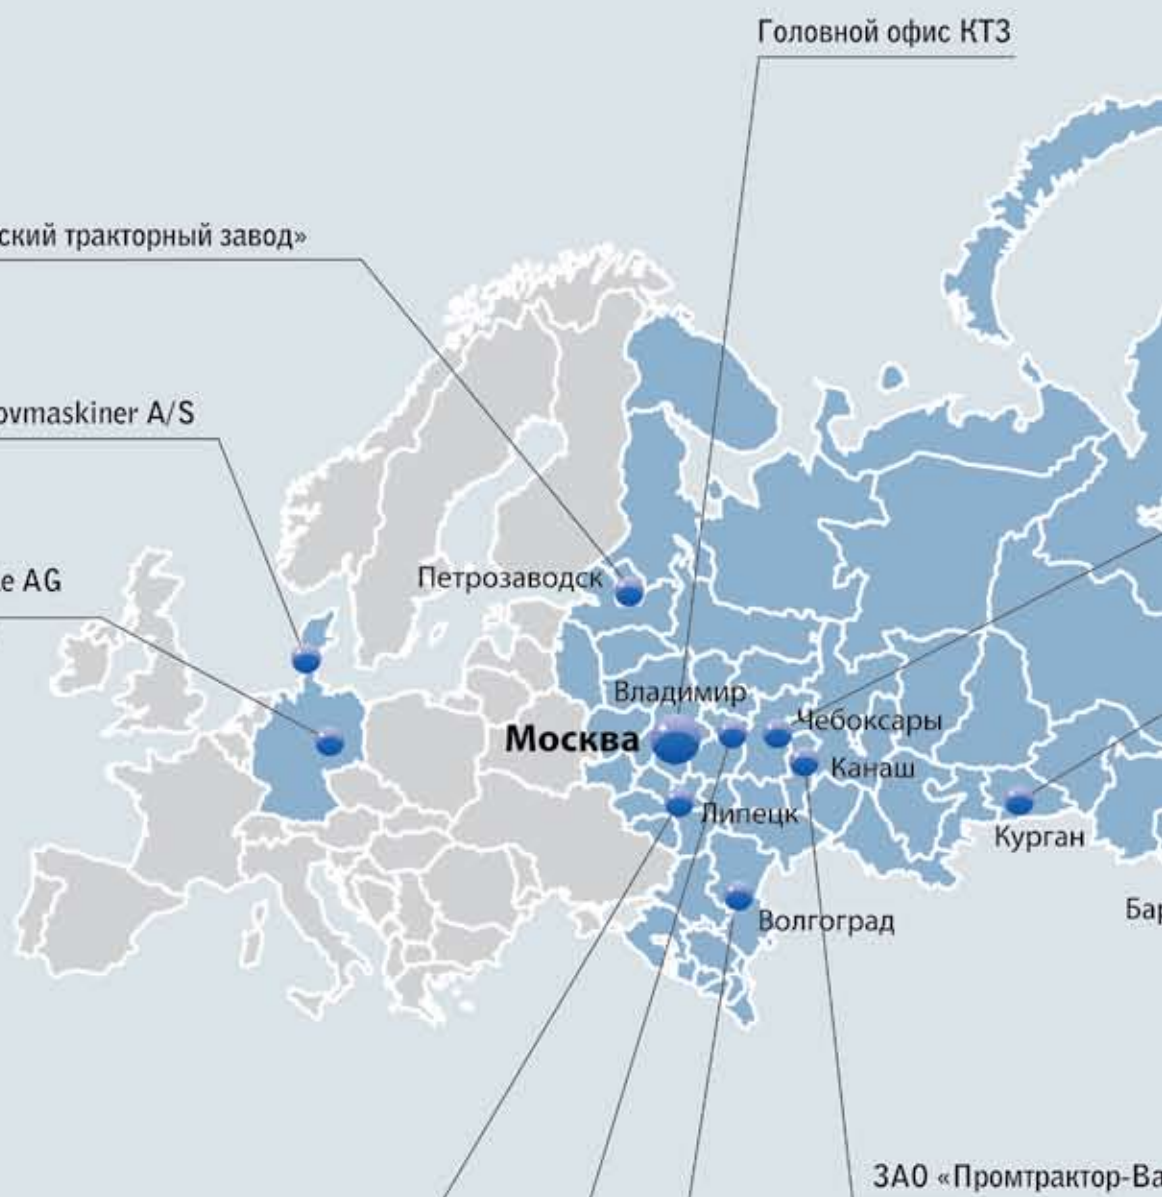 Головной офис КТЗ
ский тракторный завод»
ovmaskiner A/S
e AG
Петрозаводск
Владимир
Чебоксары
Москва
Канаш
Липецк
Курган
Волгоград
Бар
ЗАО «Промтрактор-Ва